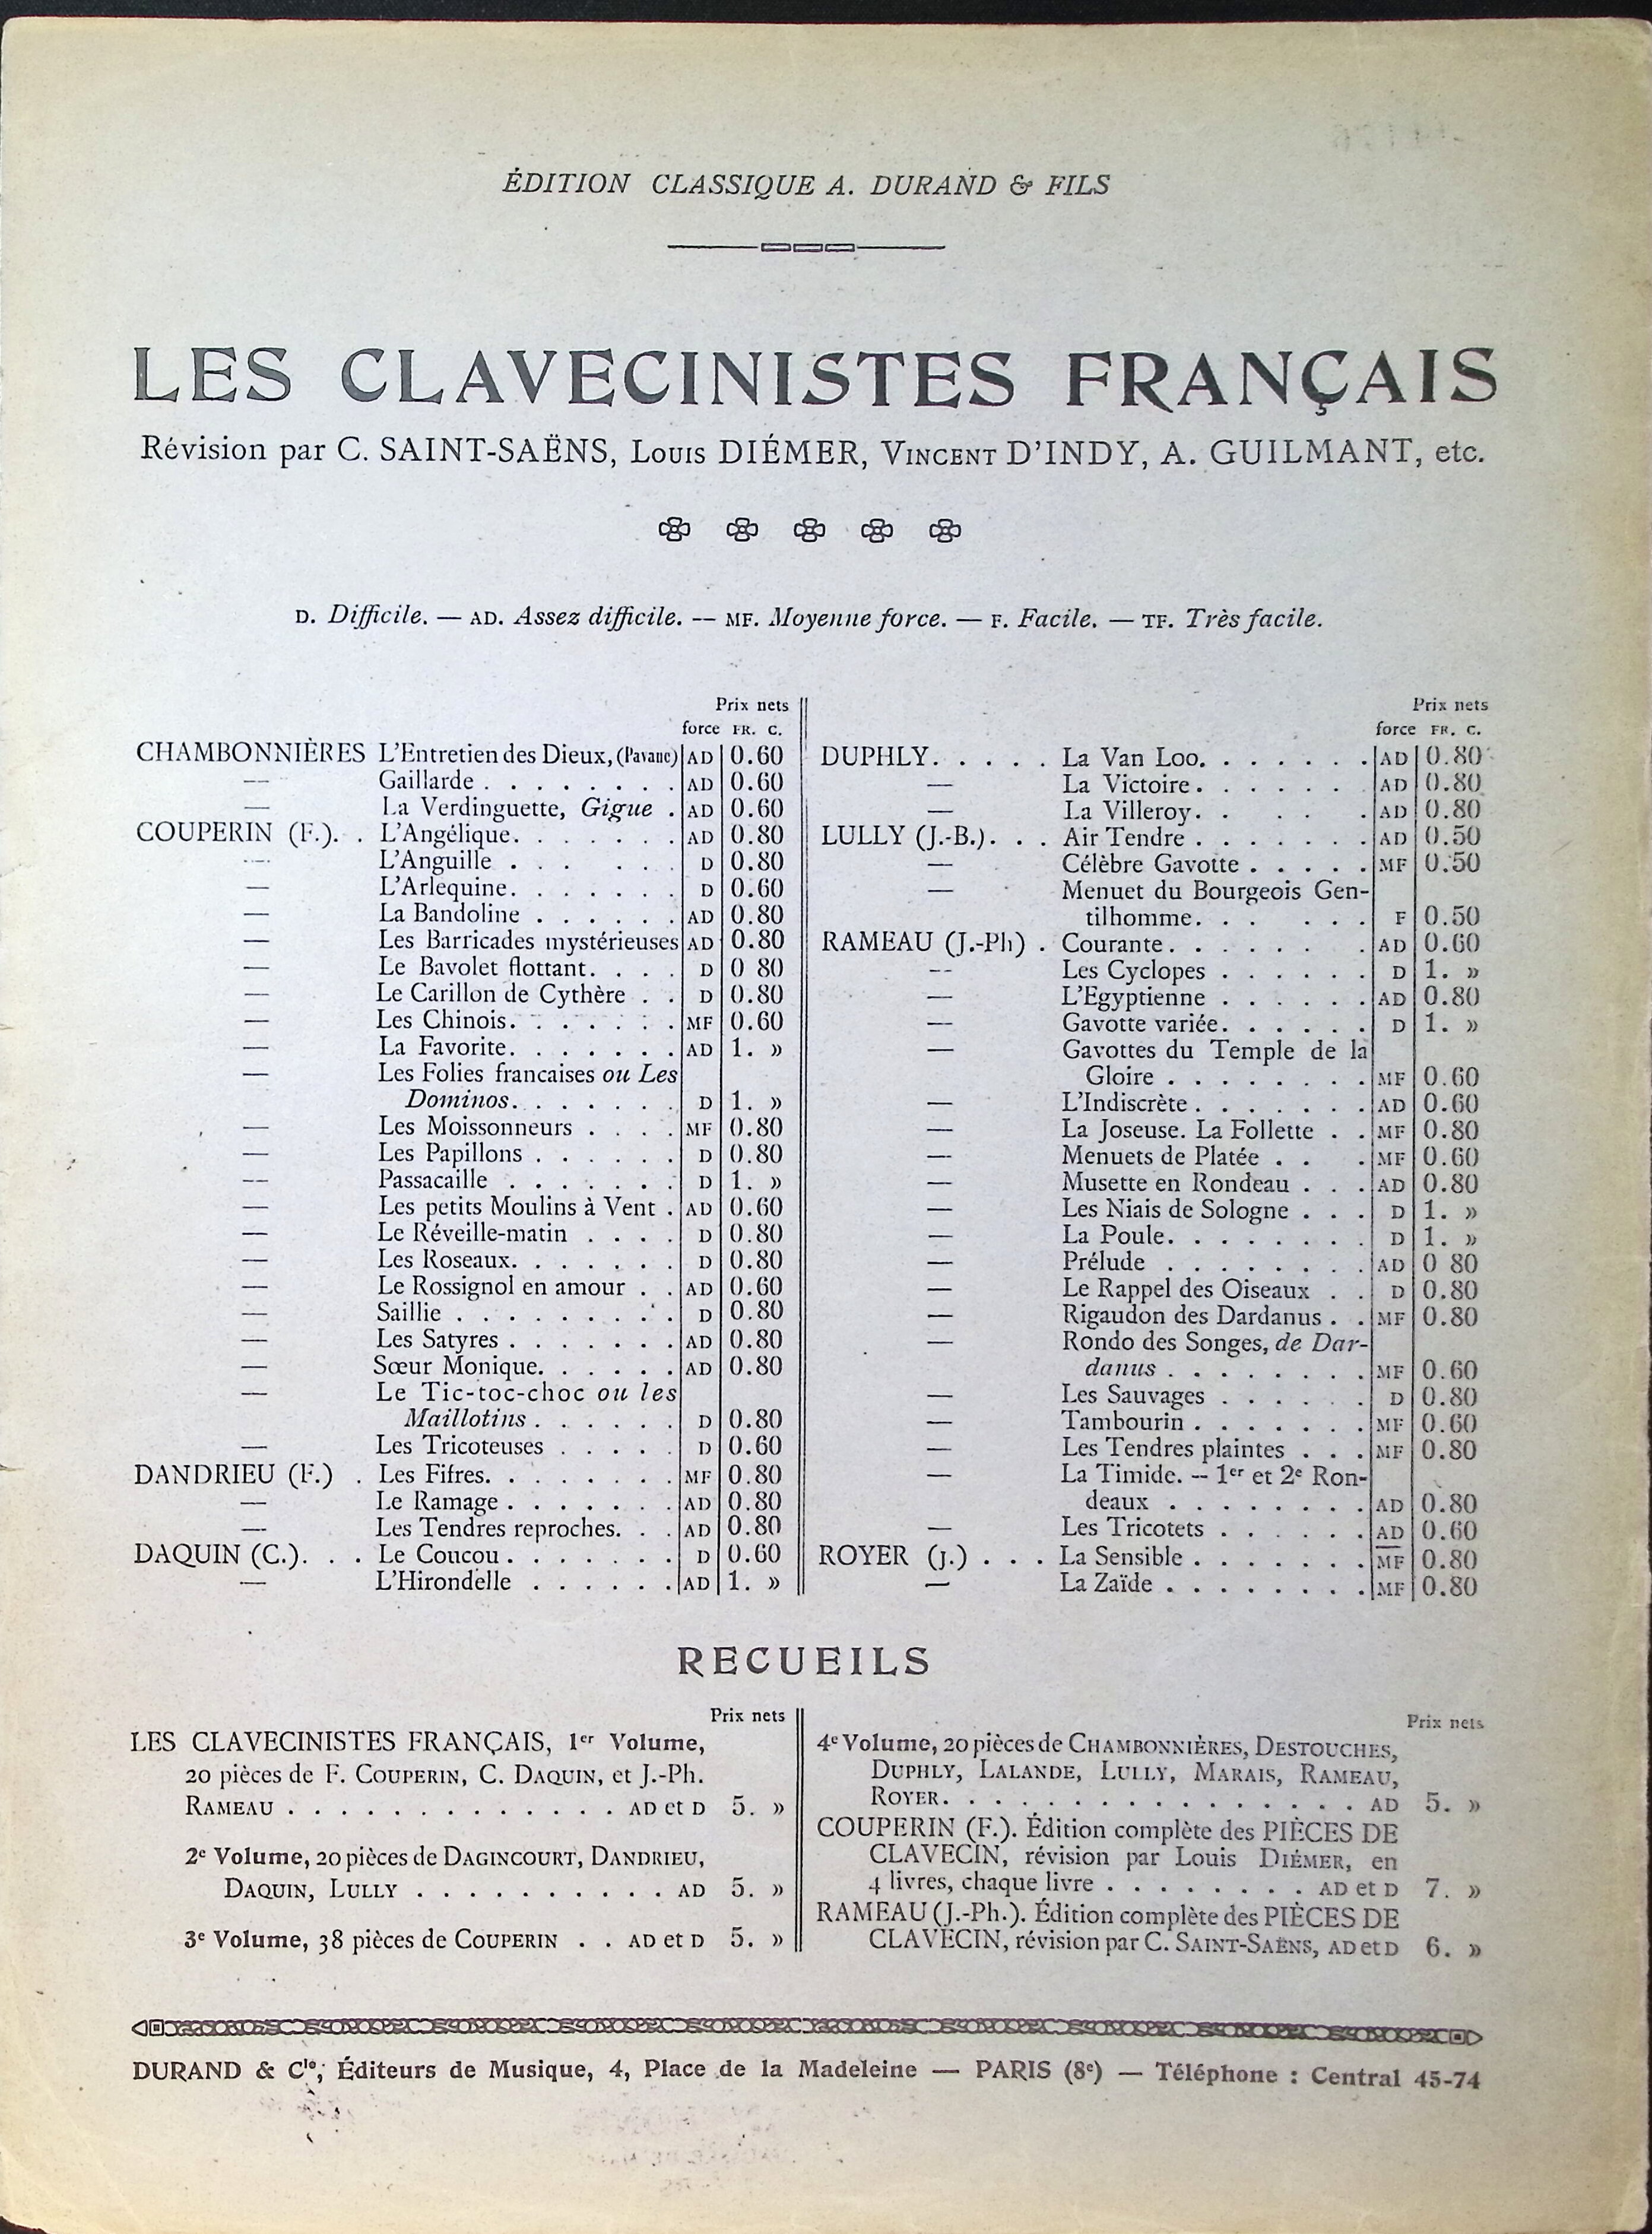 ÉDITION CLASSIQUE A. DURAND & FILS
LES CLAVECINISTES FRANÇAIS
Révision par C. SAINT-SAËNS, Louis DIÉMER, VINCENT D'INDY, A. GUILMANT, etc.
D. Difficile. — AD. Assez difficile. -- MF. Moyenne force. — F. Facile. — TF. Très facile.
Prix nets
force FR. C.
CHAMBONNIÈRES L'Entretien des Dieux, (Pavane) AD 0.60
— Gaillarde . . . . . . . . AD 0.60
— La Verdinguette, Gigue . AD 0.60
COUPERIN (F.). . L'Angélique. . . . . . . AD 0.80
— L'Anguille . . . . . . D 0.80
— L'Arlequine. . . . . . . D 0.60
— La Bandoline . . . . . . AD 0.80
— Les Barricades mystérieuses AD 0.80
— Le Bavolet flottant. . . . D 0 80
— Le Carillon de Cythère . . D 0.80
— Les Chinois. . . . . . . MF 0.60
— La Favorite. . . . . . . AD 1. »
— Les Folies francaises ou Les
Dominos. . . . . . . D 1. »
— Les Moissonneurs . . . . MF 0.80
— Les Papillons . . . . . . D 0.80
— Passacaille . . . . . . . D 1. »
— Les petits Moulins à Vent . AD 0.60
— Le Réveille-matin . . . . D 0.80
— Les Roseaux. . . . . . . D 0.80
— Le Rossignol en amour . . AD 0.60
— Saillie . . . . . . . . . D 0.80
— Les Satyres . . . . . . . AD 0.80
— Sœur Monique. . . . . . AD 0.80
— Le Tic-toc-choc ou les
Maillotins . . . . . . D 0.80
— Les Tricoteuses . . . . . D 0.60
DANDRIEU (F.) . Les Fifres. . . . . . . . MF 0.80
— Le Ramage . . . . . . . AD 0.80
— Les Tendres reproches. . . AD 0.80
DAQUIN (C.). . . Le Coucou . . . . . . . D 0.60
— L'Hirondelle . . . . . . AD 1. »
Prix nets
force FR. C.
DUPHLY. . . . . La Van Loo. . . . . . . AD 0.80
— La Victoire. . . . . . . AD 0.80
— La Villeroy. . . . . AD 0.80
LULLY (J.-B.). . . Air Tendre . . . . . . . AD 0.50
— Célèbre Gavotte . . . . . MF 0.50
— Menuet du Bourgeois Gen-
tilhomme. . . . . . F 0.50
RAMEAU (J.-Ph) . Courante. . . . . . . AD 0.60
-- Les Cyclopes . . . . . . D 1. »
— L'Egyptienne . . . . . . AD 0.80
— Gavotte variée. . . . . . D 1. »
— Gavottes du Temple de la
Gloire . . . . . . . . MF 0.60
— L'Indiscrète . . . . . . . AD 0.60
— La Joseuse. La Follette . . MF 0.80
— Menuets de Platée . . . MF 0.60
— Musette en Rondeau . . . AD 0.80
— Les Niais de Sologne . . . D 1. »
— La Poule. . . . . . . . D 1. »
— Prélude . . . . . . . . AD 0 80
— Le Rappel des Oiseaux . . D 0.80
— Rigaudon des Dardanus . . MF 0.80
— Rondo des Songes, de Dar-
danus . . . . . . . . MF 0.60
— Les Sauvages . . . . . . D 0.80
— Tambourin . . . . . . . MF 0.60
— Les Tendres plaintes . . . MF 0.80
— La Timide. -- 1er et 2e Ron-
deaux . . . . . . . . AD 0.80
— Les Tricotets . . . . . . AD 0.60
ROYER (J.) . . . La Sensible . . . . . . . MF 0.80
— La Zaïde . . . . . . . . MF 0.80
RECUEILS
Prix nets
LES CLAVECINISTES FRANÇAIS, 1er Volume,
20 pièces de F. COUPERIN, C. DAQUIN, et J.-Ph.
RAMEAU . . . . . . . . . . . . . . AD et D 5. »
2e Volume, 20 pièces de DAGINCOURT, DANDRIEU,
DAQUIN, LULLY . . . . . . . . . . . AD 5. »
3e Volume, 38 pièces de COUPERIN . . AD et D 5. »
Prix nets
4e Volume, 20 pièces de CHAMBONNIÈRES, DESTOUCHES,
DUPHLY, LALANDE, LULLY, MARAIS, RAMEAU,
ROYER. . . . . . . . . . . . . . . . . AD 5. »
COUPERIN (F.). Édition complète des PIÈCES DE
CLAVECIN, révision par Louis DIÉMER, en
4 livres, chaque livre . . . . . . . . AD et D 7. »
RAMEAU (J.-Ph.). Édition complète des PIÈCES DE
CLAVECIN, révision par C. SAINT-SAËNS, AD et D 6. »
DURAND & Cie, Éditeurs de Musique, 4, Place de la Madeleine — PARIS (8e) — Téléphone : Central 45-74